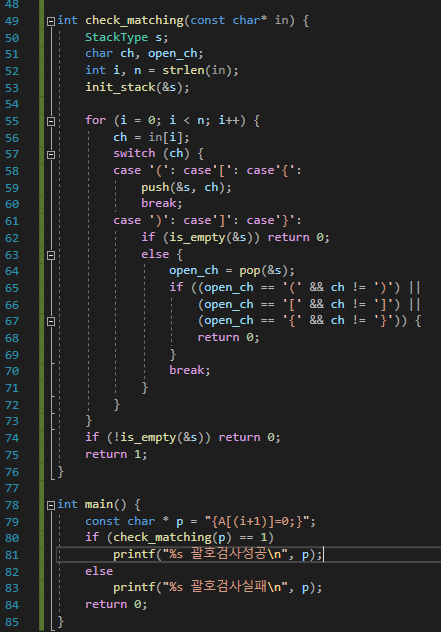 48
49 int check_matching(const char* in) {
50 StackType s;
51 char ch, open_ch;
52 int i, n = strlen(in);
53 init_stack(&s);
54
55 for (i = 0; i < n; i++) {
56 ch = in[i];
57 switch (ch) {
58 case '(': case'[': case'{':
59 push(&s, ch);
60 break;
61 case ')': case']': case'}':
62 if (is_empty(&s)) return 0;
63 else {
64 open_ch = pop(&s);
65 if ((open_ch == '(' && ch != ')') ||
66 (open_ch == '[' && ch != ']') ||
67 (open_ch == '{' && ch != '}')) {
68 return 0;
69 }
70 break;
71 }
72 }
73 }
74 if (!is_empty(&s)) return 0;
75 return 1;
76 }
77
78 int main() {
79 const char * p = "{A[(i+1)]=0;}";
80 if (check_matching(p) == 1)
81 printf("%s 괄호검사성공\n", p);
82 else
83 printf("%s 괄호검사실패\n", p);
84 return 0;
85 }